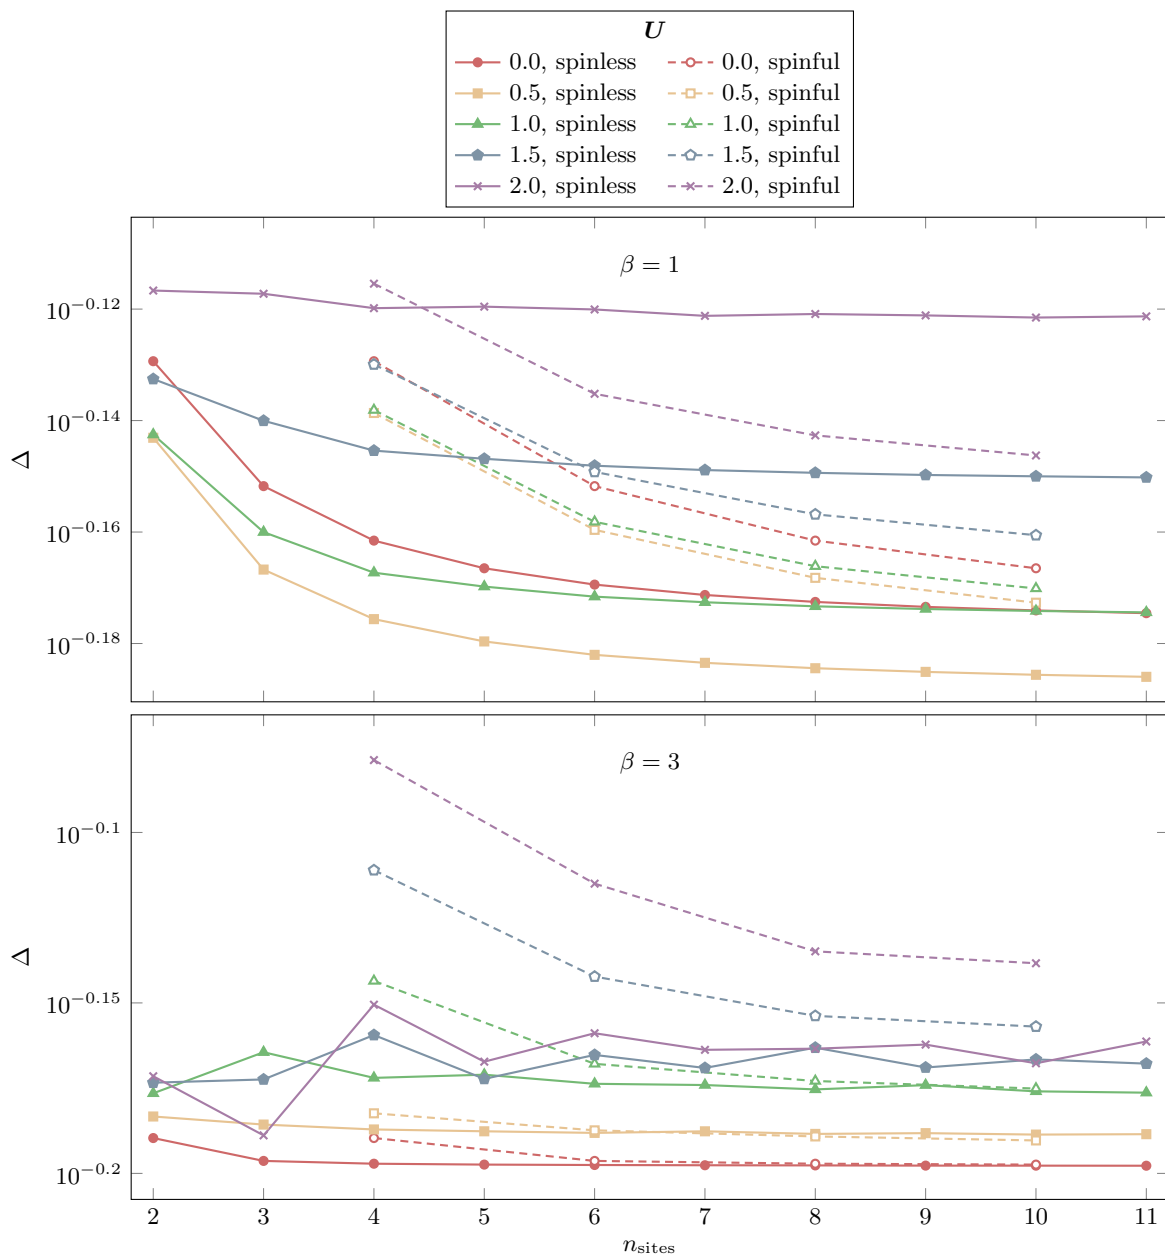 U
0.0, spinless 0.0, spinful
0.5, spinless 0.5, spinful
1.0, spinless 1.0, spinful
1.5, spinless 1.5, spinful
2.0, spinless 2.0, spinful
β = 1
10^{−0.12}
10^{−0.14}
Δ
10^{−0.16}
10^{−0.18}
β = 3
10^{−0.1}
Δ
10^{−0.15}
10^{−0.2}
2 3 4 5 6 7 8 9 10 11
n_{sites}